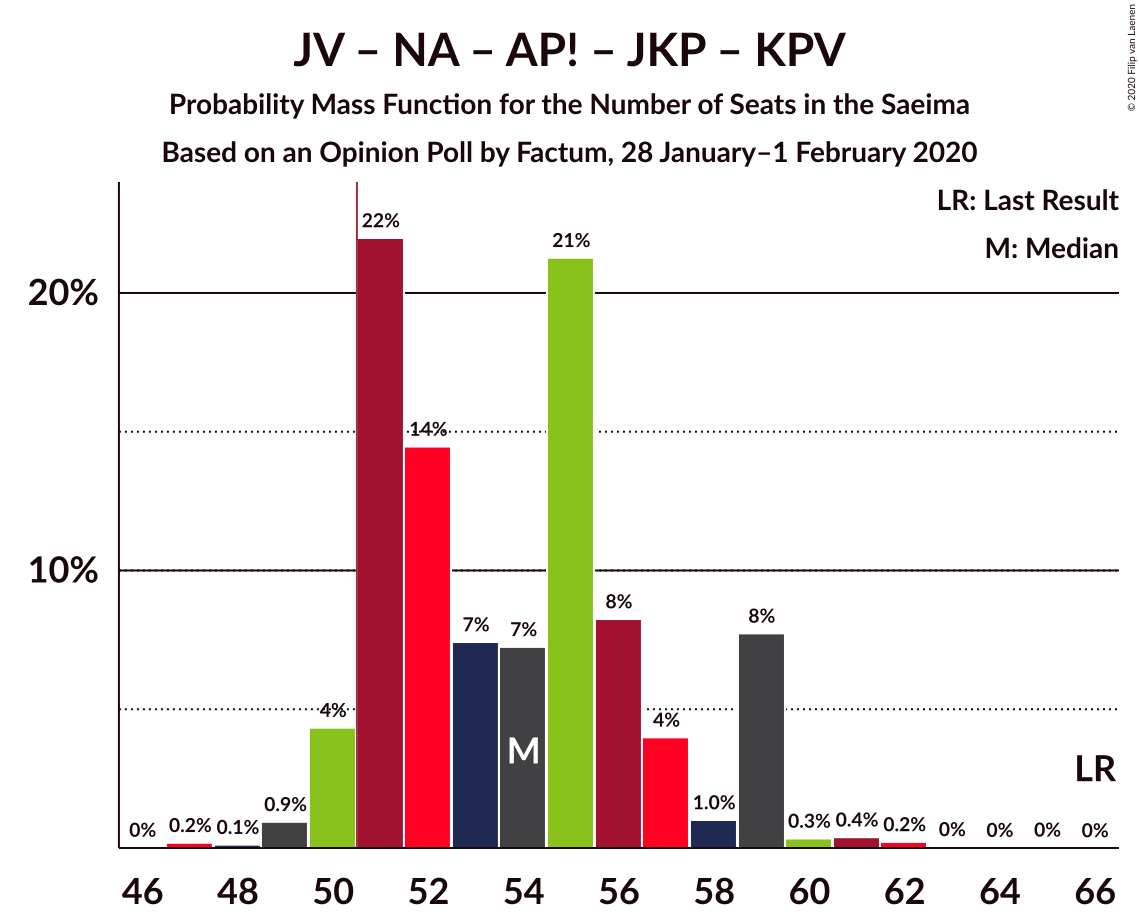 JV – NA – AP! – JKP – KPV
Probability Mass Function for the Number of Seats in the Saeima
Based on an Opinion Poll by Factum, 28 January–1 February 2020
© 2020 Filip van Laenen
LR: Last Result
M: Median
20%
10%
0%
0.2%
0.1%
0.9%
4%
22%
14%
7%
7%
21%
8%
4%
1.0%
8%
0.3%
0.4%
0.2%
0%
0%
0%
0%
M
LR
46 48 50 52 54 56 58 60 62 64 66